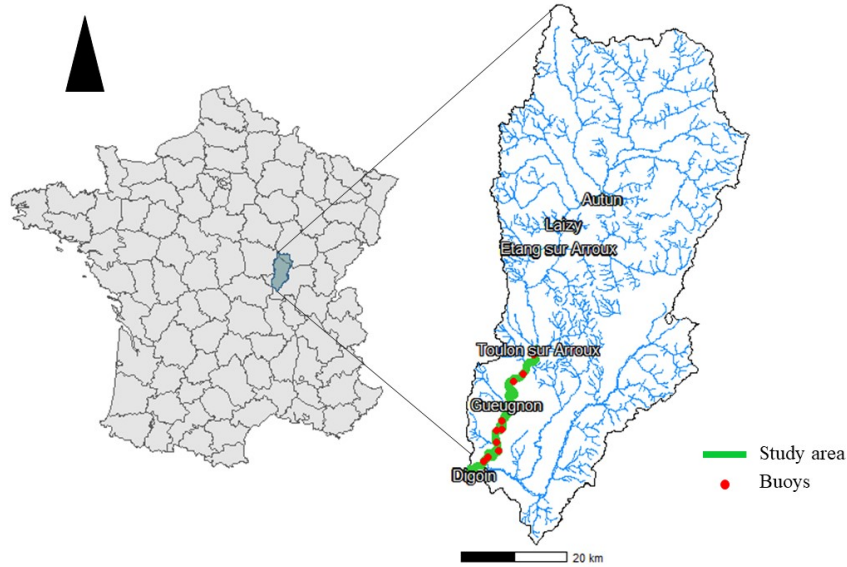 Autun
Laizy
Etang sur Arroux
Toulon sur Arroux
Gueugnon
Digoin
Study area
Buoys
20 km